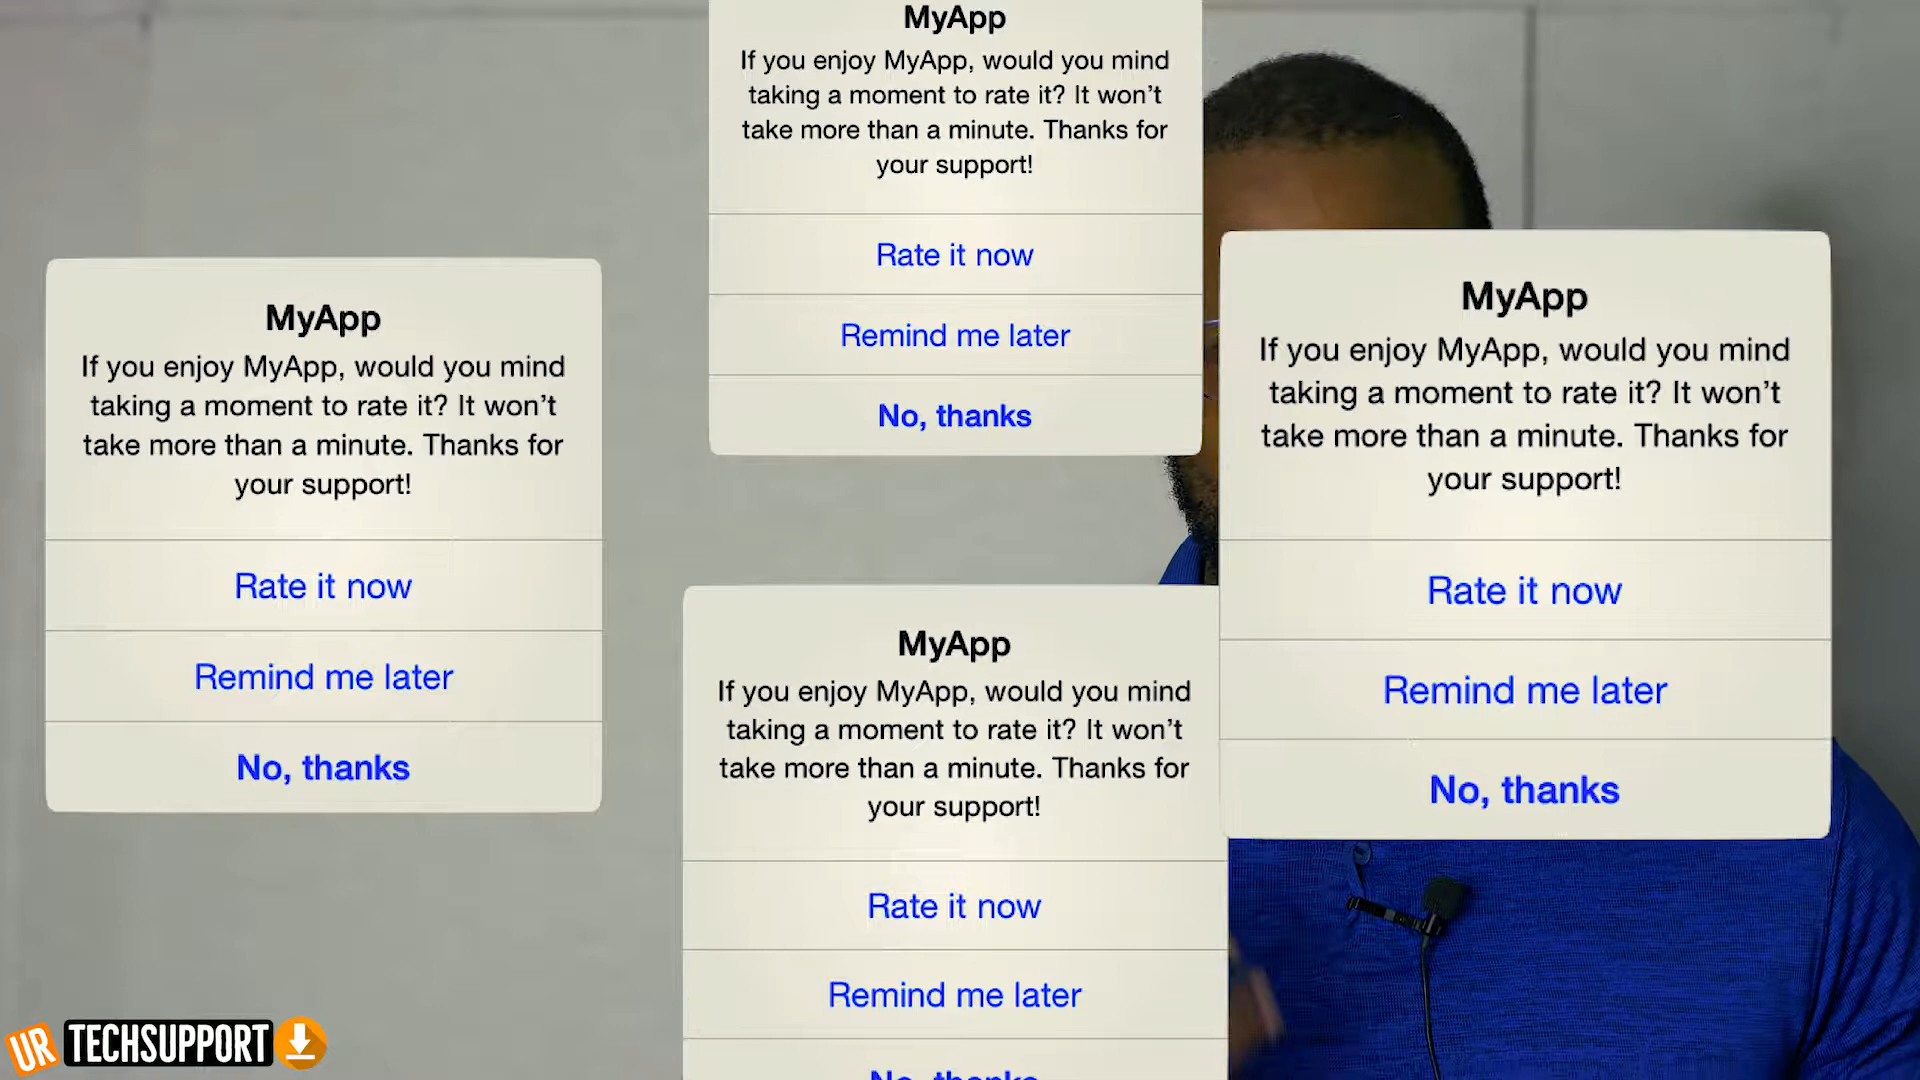 MyApp
If you enjoy MyApp, would you mind
taking a moment to rate it? It won’t
take more than a minute. Thanks for
your support!
Rate it now
Remind me later
No, thanks
MyApp
If you enjoy MyApp, would you mind
taking a moment to rate it? It won’t
take more than a minute. Thanks for
your support!
Rate it now
Remind me later
No, thanks
MyApp
If you enjoy MyApp, would you mind
taking a moment to rate it? It won’t
take more than a minute. Thanks for
your support!
Rate it now
Remind me later
No, thanks
MyApp
If you enjoy MyApp, would you mind
taking a moment to rate it? It won’t
take more than a minute. Thanks for
your support!
Rate it now
Remind me later
No, thanks
UR TECHSUPPORT